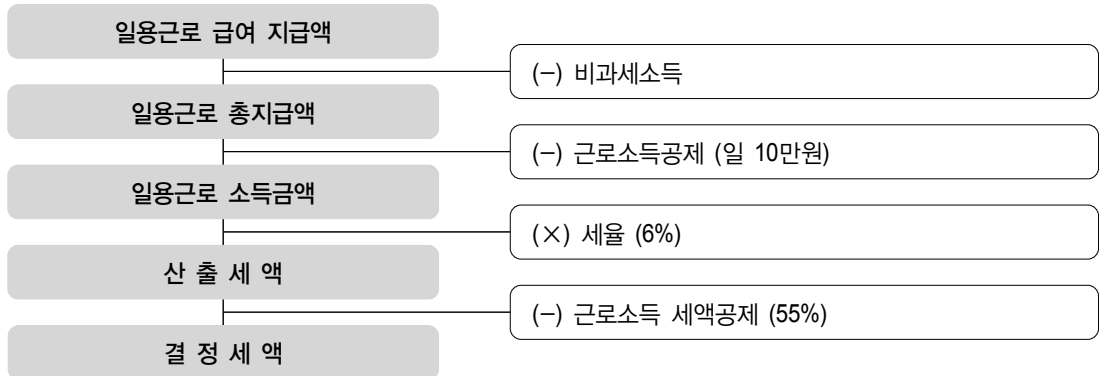 일용근로 급여 지급액
(−) 비과세소득
일용근로 총지급액
(−) 근로소득공제 (일 10만원)
일용근로 소득금액
(×) 세율 (6%)
산 출 세 액
(−) 근로소득 세액공제 (55%)
결 정 세 액